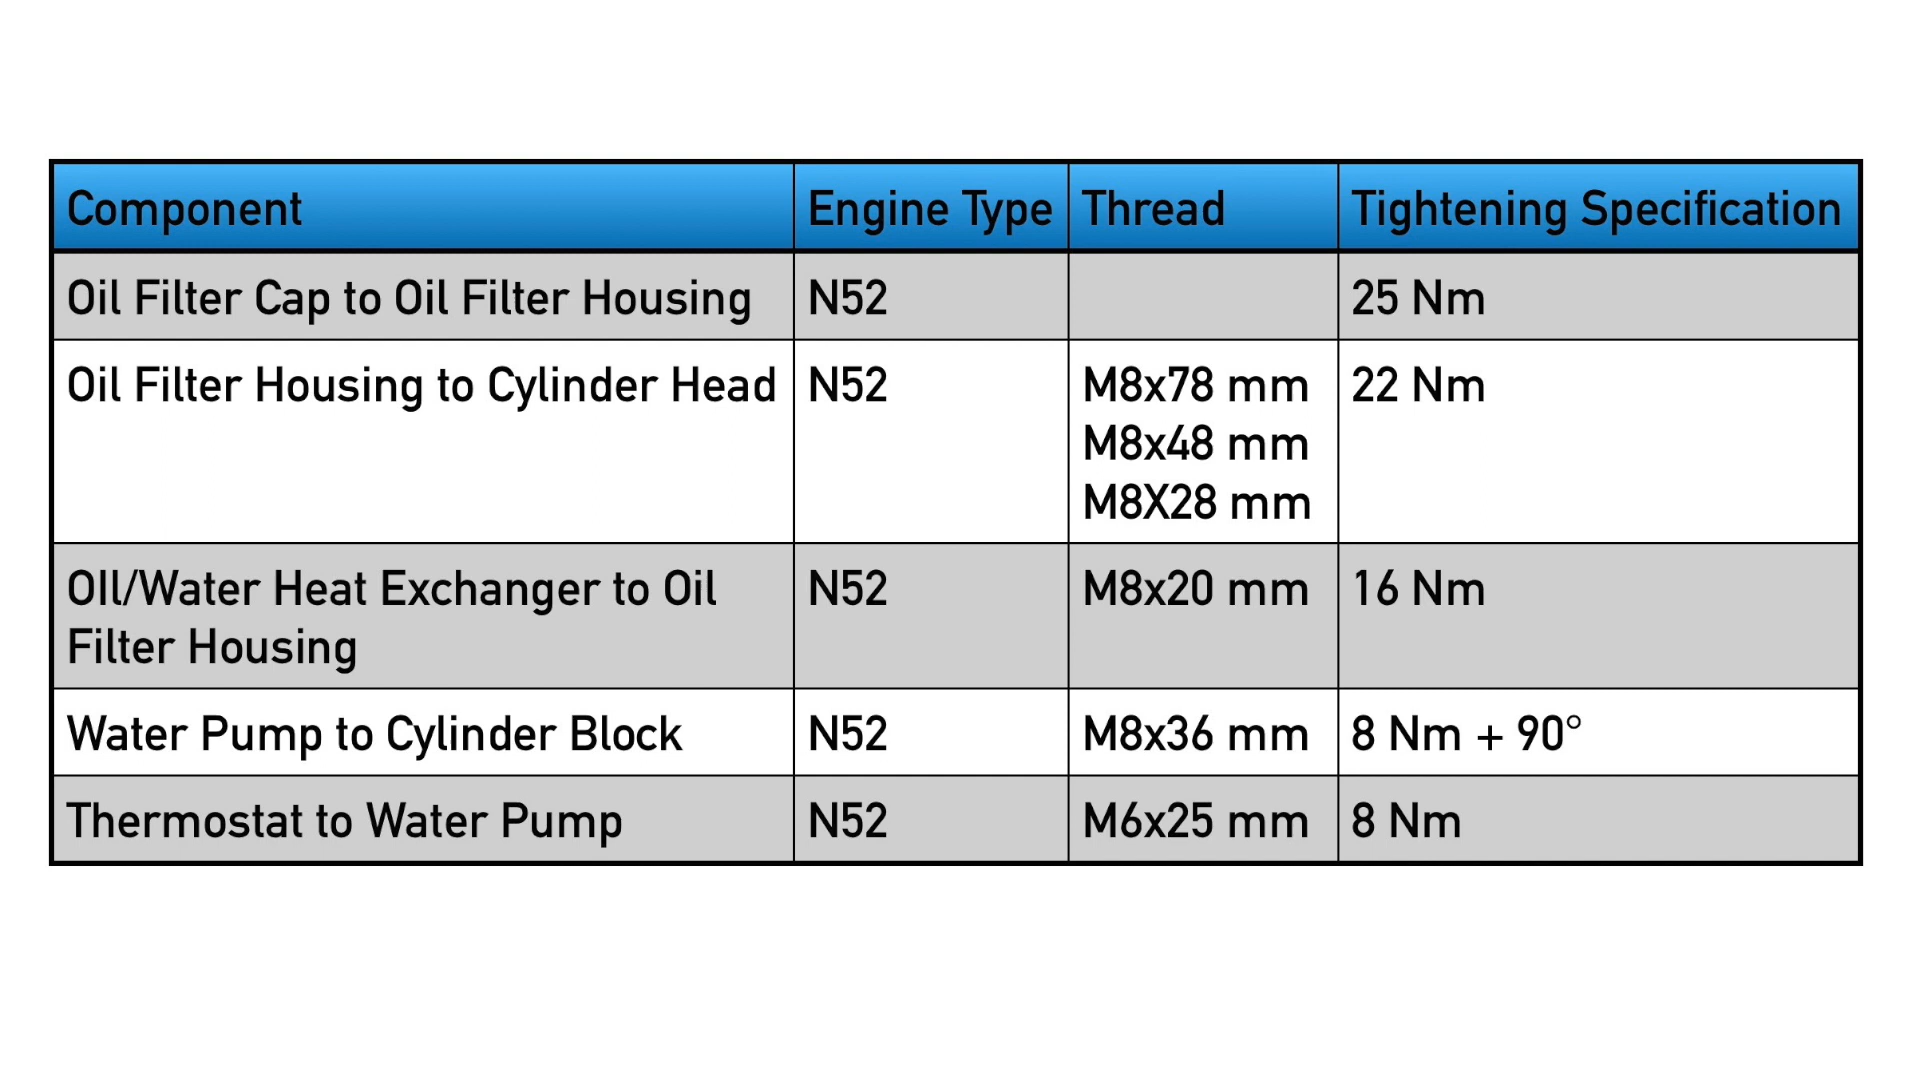 Component Engine Type Thread Tightening Specification
Oil Filter Cap to Oil Filter Housing N52 25 Nm
Oil Filter Housing to Cylinder Head N52 M8x78 mm 22 Nm
M8x48 mm
M8X28 mm
OIl/Water Heat Exchanger to Oil N52 M8x20 mm 16 Nm
Filter Housing
Water Pump to Cylinder Block N52 M8x36 mm 8 Nm + 90°
Thermostat to Water Pump N52 M6x25 mm 8 Nm